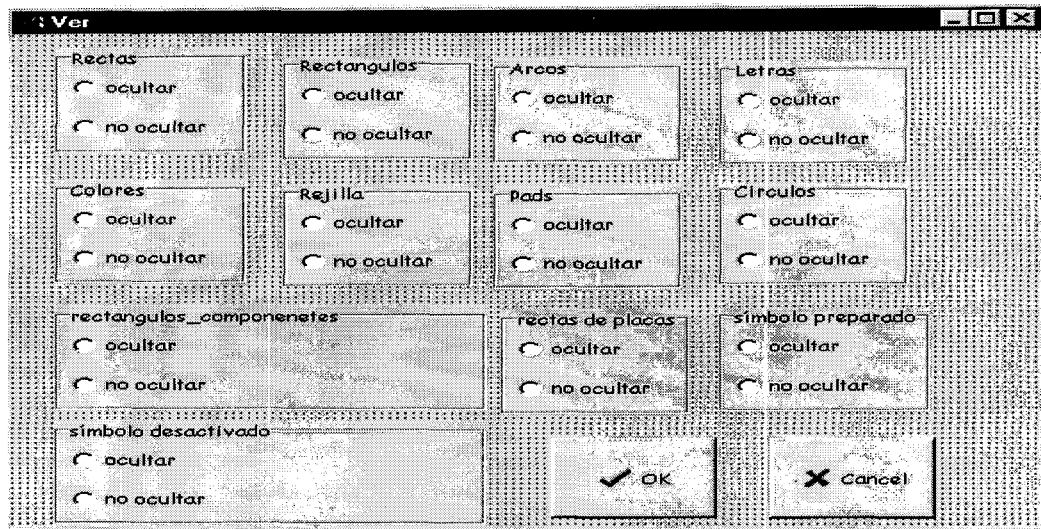 Ver
Rectas
ocultar
no ocultar
Rectangulos
ocultar
no ocultar
Arcos
ocultar
no ocultar
Letras
ocultar
no ocultar
Colores
ocultar
no ocultar
Rejilla
ocultar
no ocultar
Pads
ocultar
no ocultar
Circulos
ocultar
no ocultar
rectangulos_componenetes
ocultar
no ocultar
rectas de placas
ocultar
no ocultar
símbolo preparado
ocultar
no ocultar
símbolo desactivado
ocultar
no ocultar
OK
Cancel